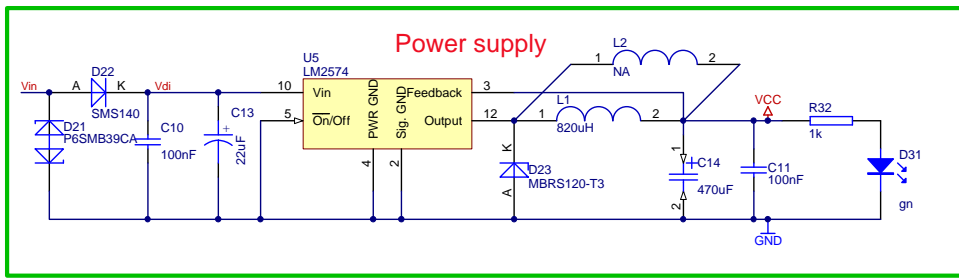 Power supply
L2
1
2
NA
U5
LM2574
Vin
A
D22
K
Vdi
SMS140
10
Vin
PWR GND
Sig. GND
Feedback
3
5
On/Off
Output
12
4
2
D21
P6SMB39CA
C10
100nF
C13
+
22uF
L1
1
2
820uH
K
D23
MBRS120-T3
A
1
+
C14
470uF
2
VCC
C11
100nF
R32
1k
D31
gn
GND